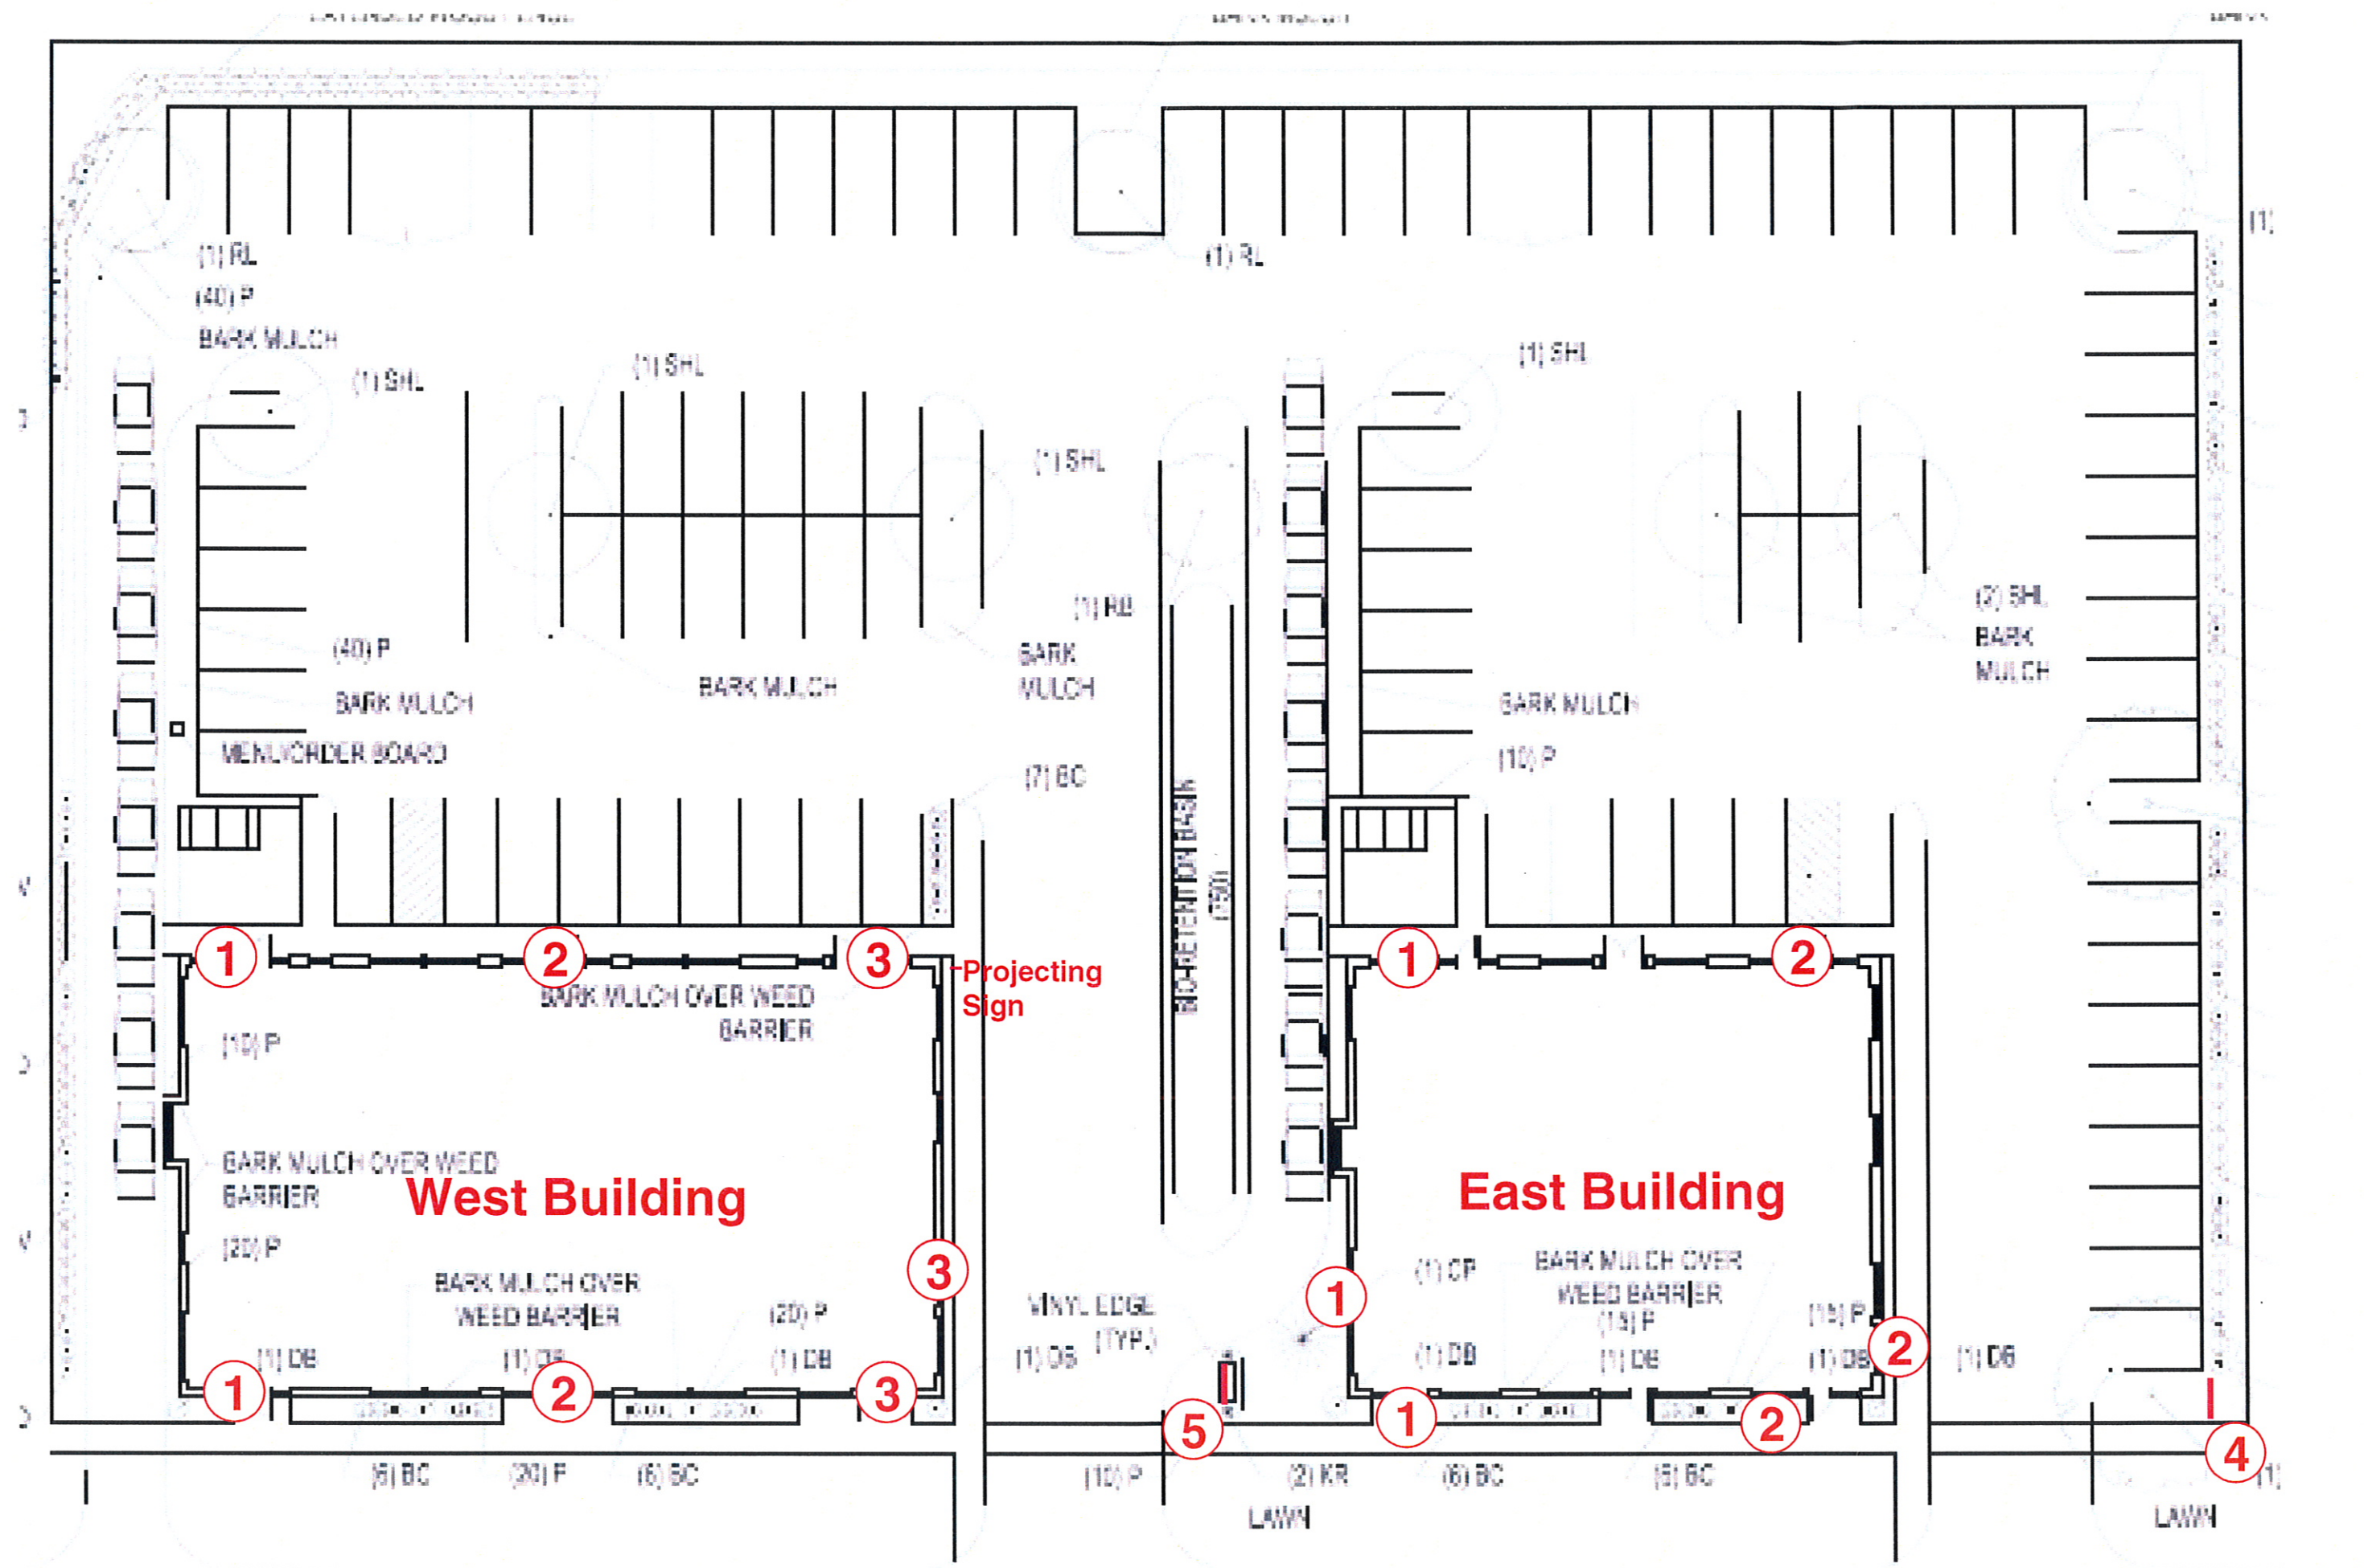 (1) RL
(40) P
BARK MULCH
(1) SHL
(1) SHL
(1) RL
(1) SHL
(1)
(1) SHL
(1) RB
BARK
MULCH
(2) SHL
BARK
MULCH
(40) P
BARK MULCH
MENU/ORDER BOARD
BARK MULCH
(7) BC
BARK MULCH
(10) P
BIO-RETENTION BASIN
1
2
3
Projecting
Sign
1
2
BARK MULCH OVER WEED
BARRIER
(10) P
BARK MULCH OVER WEED
BARRIER
West Building
East Building
(20) P
BARK MULCH OVER
WEED BARRIER
(20) P
3
VINYL EDGE
(TYP.)
1
(1) CP
BARK MULCH OVER
WEED BARRIER
(15) P
(15) P
2
(1) DB
(1) DB
(1) DB
(1) DB
(1) DB
(1) DB
(1) DB
(1) DB
1
2
3
5
1
2
4
(6) BC
(20) P
(6) BC
(10) P
(2) KR
(6) BC
(5) BC
(1)
LAWN
LAWN